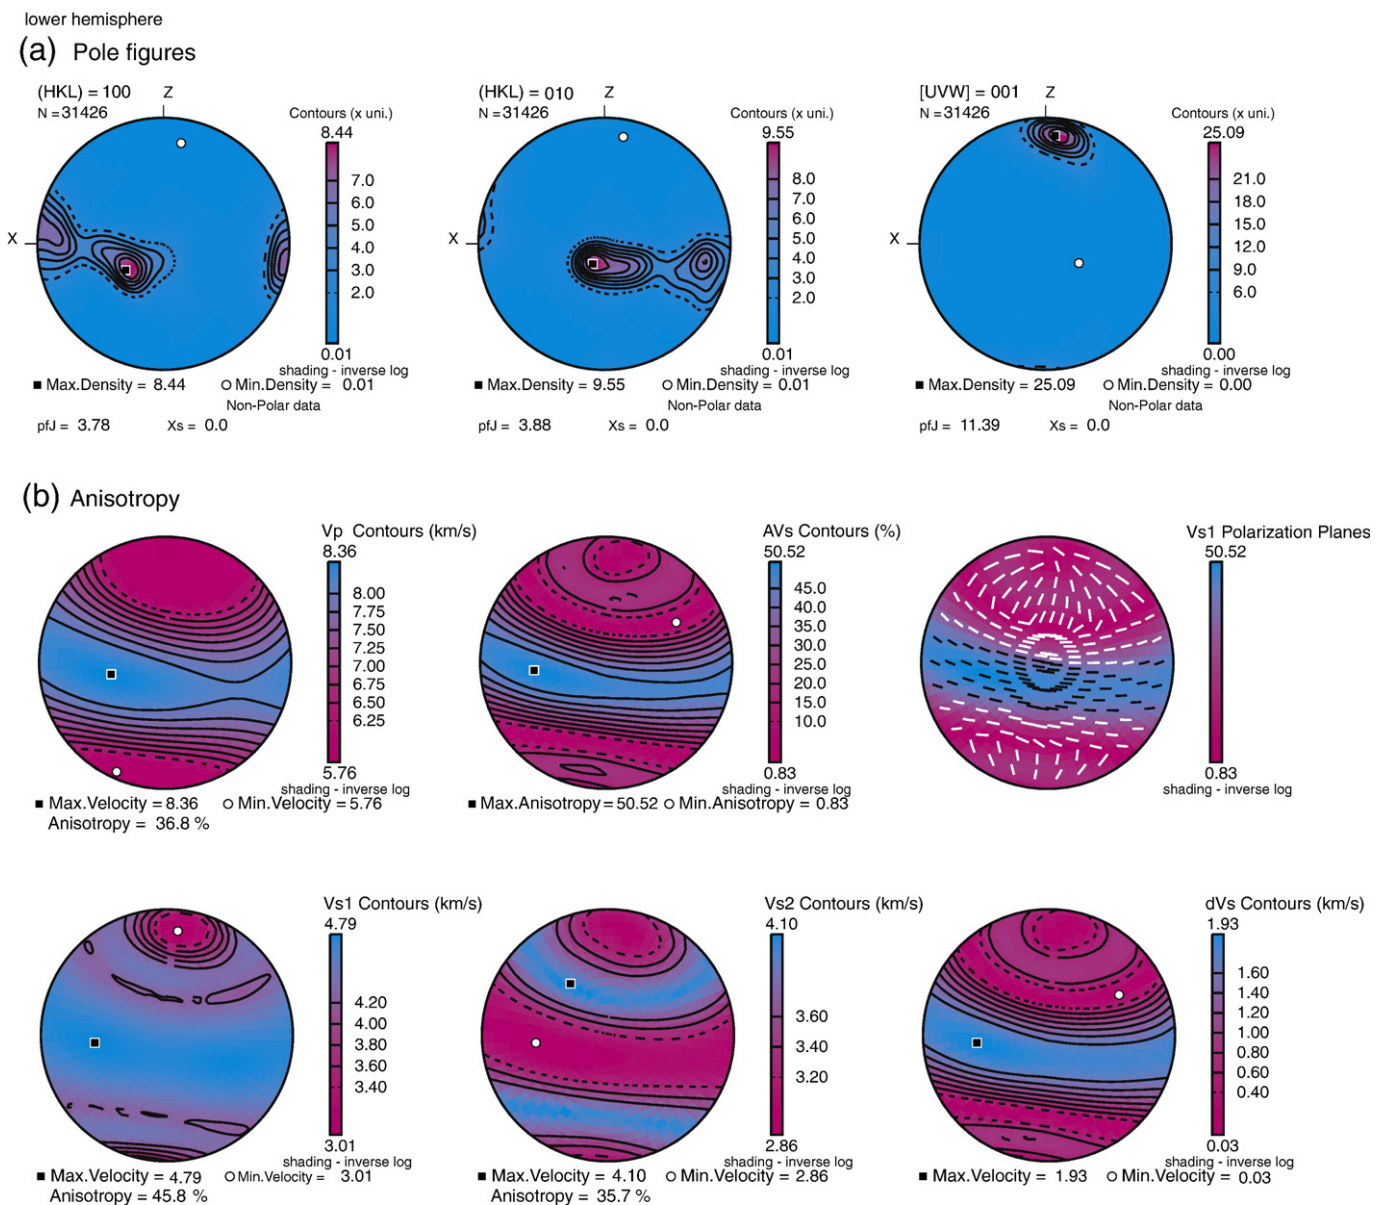 lower hemisphere
(a) Pole figures
(HKL) = 100 Z
N = 31426
Contours (x uni.)
8.44
7.0
6.0
5.0
4.0
3.0
2.0
0.01
shading - inverse log
X
Max.Density = 8.44 Min.Density = 0.01
Non-Polar data
pfJ = 3.78 Xs = 0.0
(HKL) = 010 Z
N = 31426
Contours (x uni.)
9.55
8.0
7.0
6.0
5.0
4.0
3.0
2.0
0.01
shading - inverse log
X
Max.Density = 9.55 Min.Density = 0.01
Non-Polar data
pfJ = 3.88 Xs = 0.0
[UVW] = 001 Z
N = 31426
Contours (x uni.)
25.09
21.0
18.0
15.0
12.0
9.0
6.0
0.00
shading - inverse log
X
Max.Density = 25.09 Min.Density = 0.00
Non-Polar data
pfJ = 11.39 Xs = 0.0
(b) Anisotropy
Vp Contours (km/s)
8.36
8.00
7.75
7.50
7.25
7.00
6.75
6.50
6.25
5.76
shading - inverse log
Max.Velocity = 8.36 Min.Velocity = 5.76
Anisotropy = 36.8 %
AVs Contours (%)
50.52
45.0
40.0
35.0
30.0
25.0
20.0
15.0
10.0
0.83
shading - inverse log
Max.Anisotropy = 50.52 Min.Anisotropy = 0.83
Vs1 Polarization Planes
50.52
0.83
shading - inverse log
Vs1 Contours (km/s)
4.79
4.20
4.00
3.80
3.60
3.40
3.01
shading - inverse log
Max.Velocity = 4.79 Min.Velocity = 3.01
Anisotropy = 45.8 %
Vs2 Contours (km/s)
4.10
3.60
3.40
3.20
2.86
shading - inverse log
Max.Velocity = 4.10 Min.Velocity = 2.86
Anisotropy = 35.7 %
dVs Contours (km/s)
1.93
1.60
1.40
1.20
1.00
0.80
0.60
0.40
0.03
shading - inverse log
Max.Velocity = 1.93 Min.Velocity = 0.03